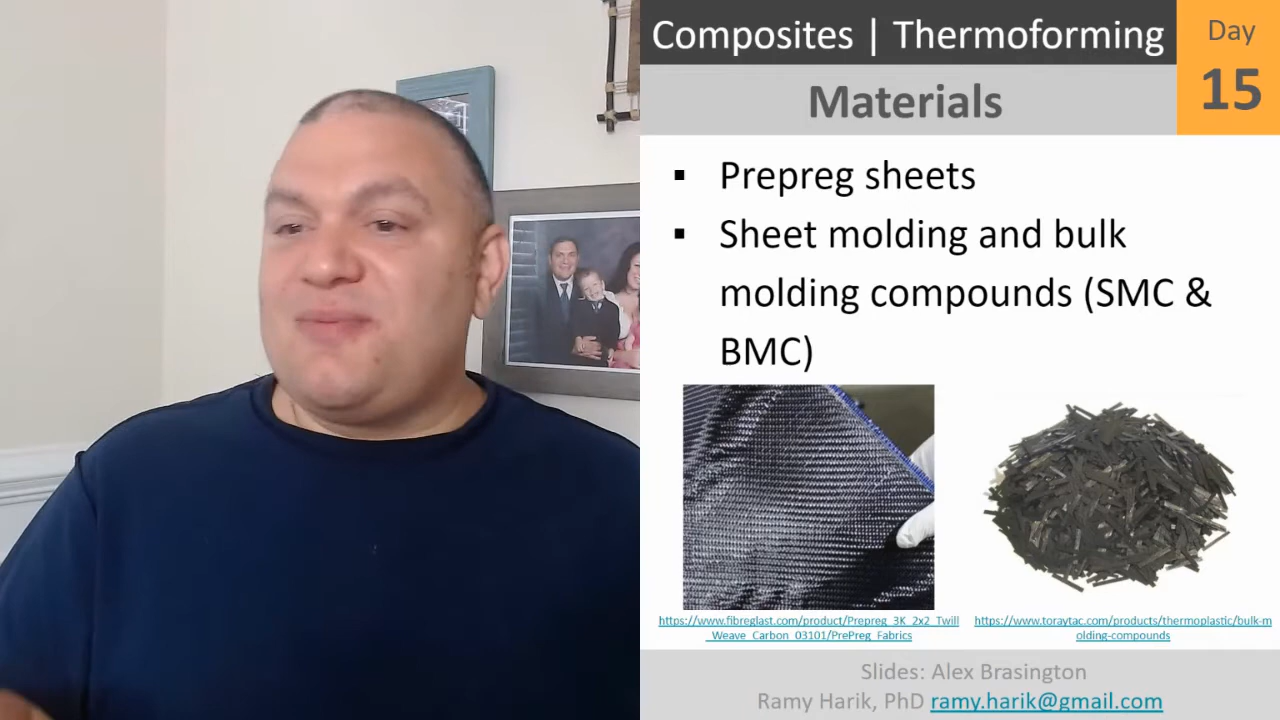 Composites | Thermoforming
Day
15
Materials
▪ Prepreg sheets
▪ Sheet molding and bulk
molding compounds (SMC &
BMC)
https://www.fibreglast.com/product/Prepreg_3K_2x2_Twill
_Weave_Carbon_03101/PrePreg_Fabrics
https://www.toraytac.com/products/thermoplastic/bulk-m
olding-compounds
Slides: Alex Brasington
Ramy Harik, PhD ramy.harik@gmail.com